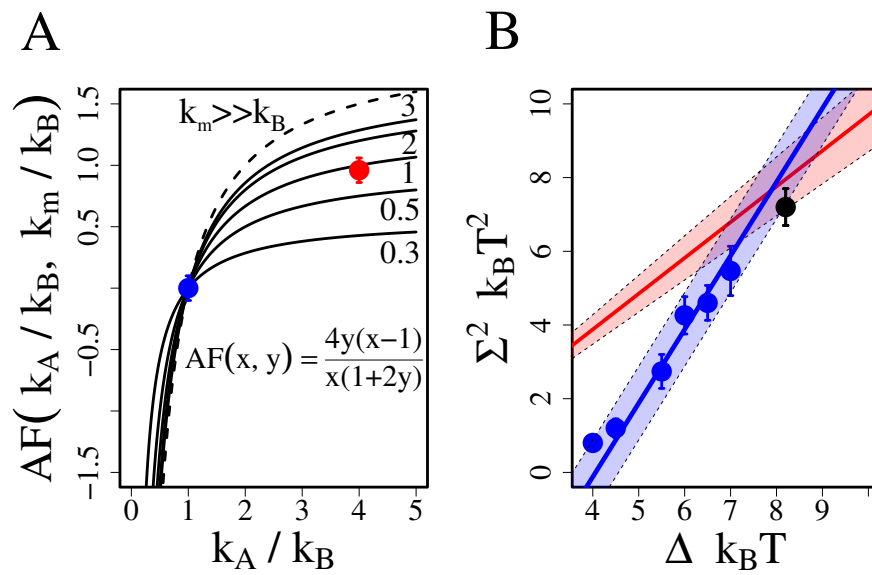 A
AF( k_A / k_B, k_m / k_B)
1.5
1.0
0.5
−0.5
−1.5
k_m>>k_B
3
2
1
0.5
0.3
AF(x, y) = 4y(x−1) / x(1+2y)
0 1 2 3 4 5
k_A / k_B
B
Σ² k_BT²
10
8
6
4
2
0
4 5 6 7 8 9 10
Δ k_BT